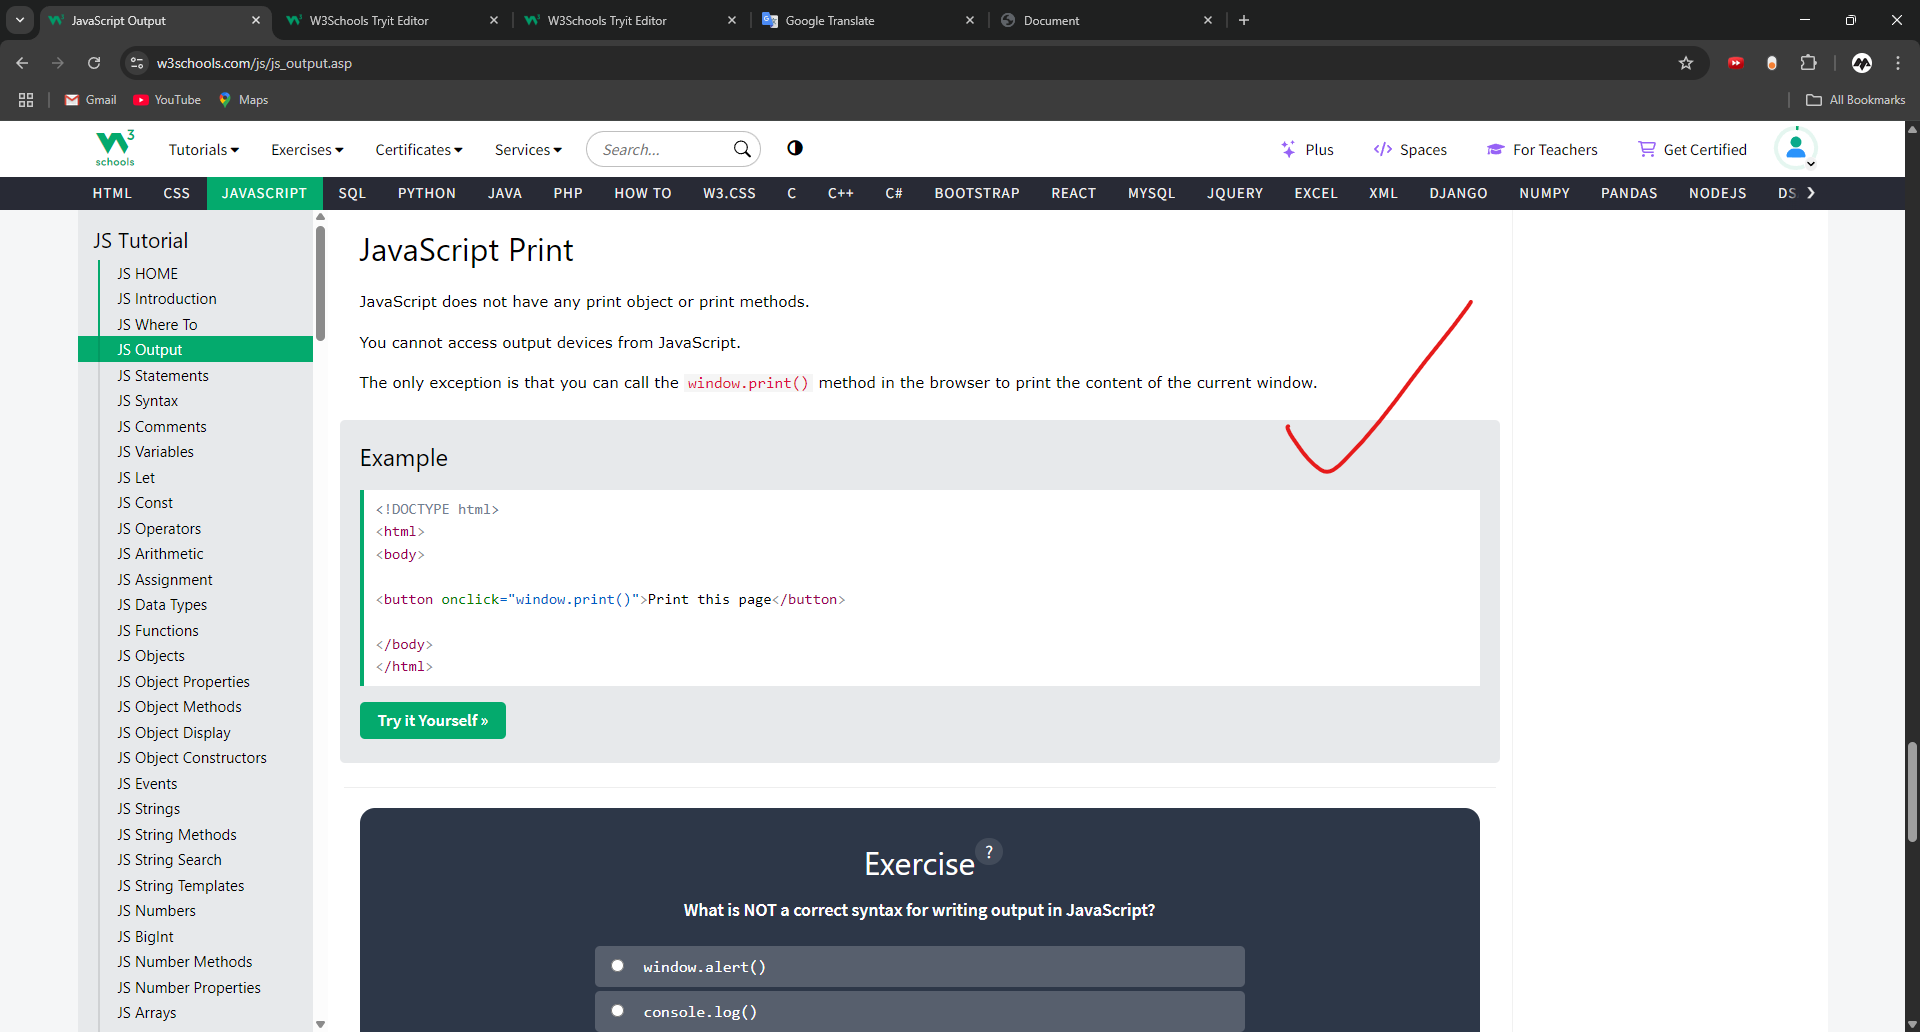 JavaScript Output
W3Schools Tryit Editor
W3Schools Tryit Editor
Google Translate
Document
w3schools.com/js/js_output.asp
Gmail
YouTube
Maps
All Bookmarks
W3 schools
Tutorials
Exercises
Certificates
Services
Search...
Plus
Spaces
For Teachers
Get Certified
HTML
CSS
JAVASCRIPT
SQL
PYTHON
JAVA
PHP
HOW TO
W3.CSS
C
C++
C#
BOOTSTRAP
REACT
MYSQL
JQUERY
EXCEL
XML
DJANGO
NUMPY
PANDAS
NODEJS
DS
JS Tutorial
JS HOME
JS Introduction
JS Where To
JS Output
JS Statements
JS Syntax
JS Comments
JS Variables
JS Let
JS Const
JS Operators
JS Arithmetic
JS Assignment
JS Data Types
JS Functions
JS Objects
JS Object Properties
JS Object Methods
JS Object Display
JS Object Constructors
JS Events
JS Strings
JS String Methods
JS String Search
JS String Templates
JS Numbers
JS BigInt
JS Number Methods
JS Number Properties
JS Arrays
JavaScript Print
JavaScript does not have any print object or print methods.
You cannot access output devices from JavaScript.
The only exception is that you can call the window.print() method in the browser to print the content of the current window.
Example
<!DOCTYPE html>
<html>
<body>
<button onclick="window.print()">Print this page</button>
</body>
</html>
Try it Yourself »
Exercise ?
What is NOT a correct syntax for writing output in JavaScript?
window.alert()
console.log()